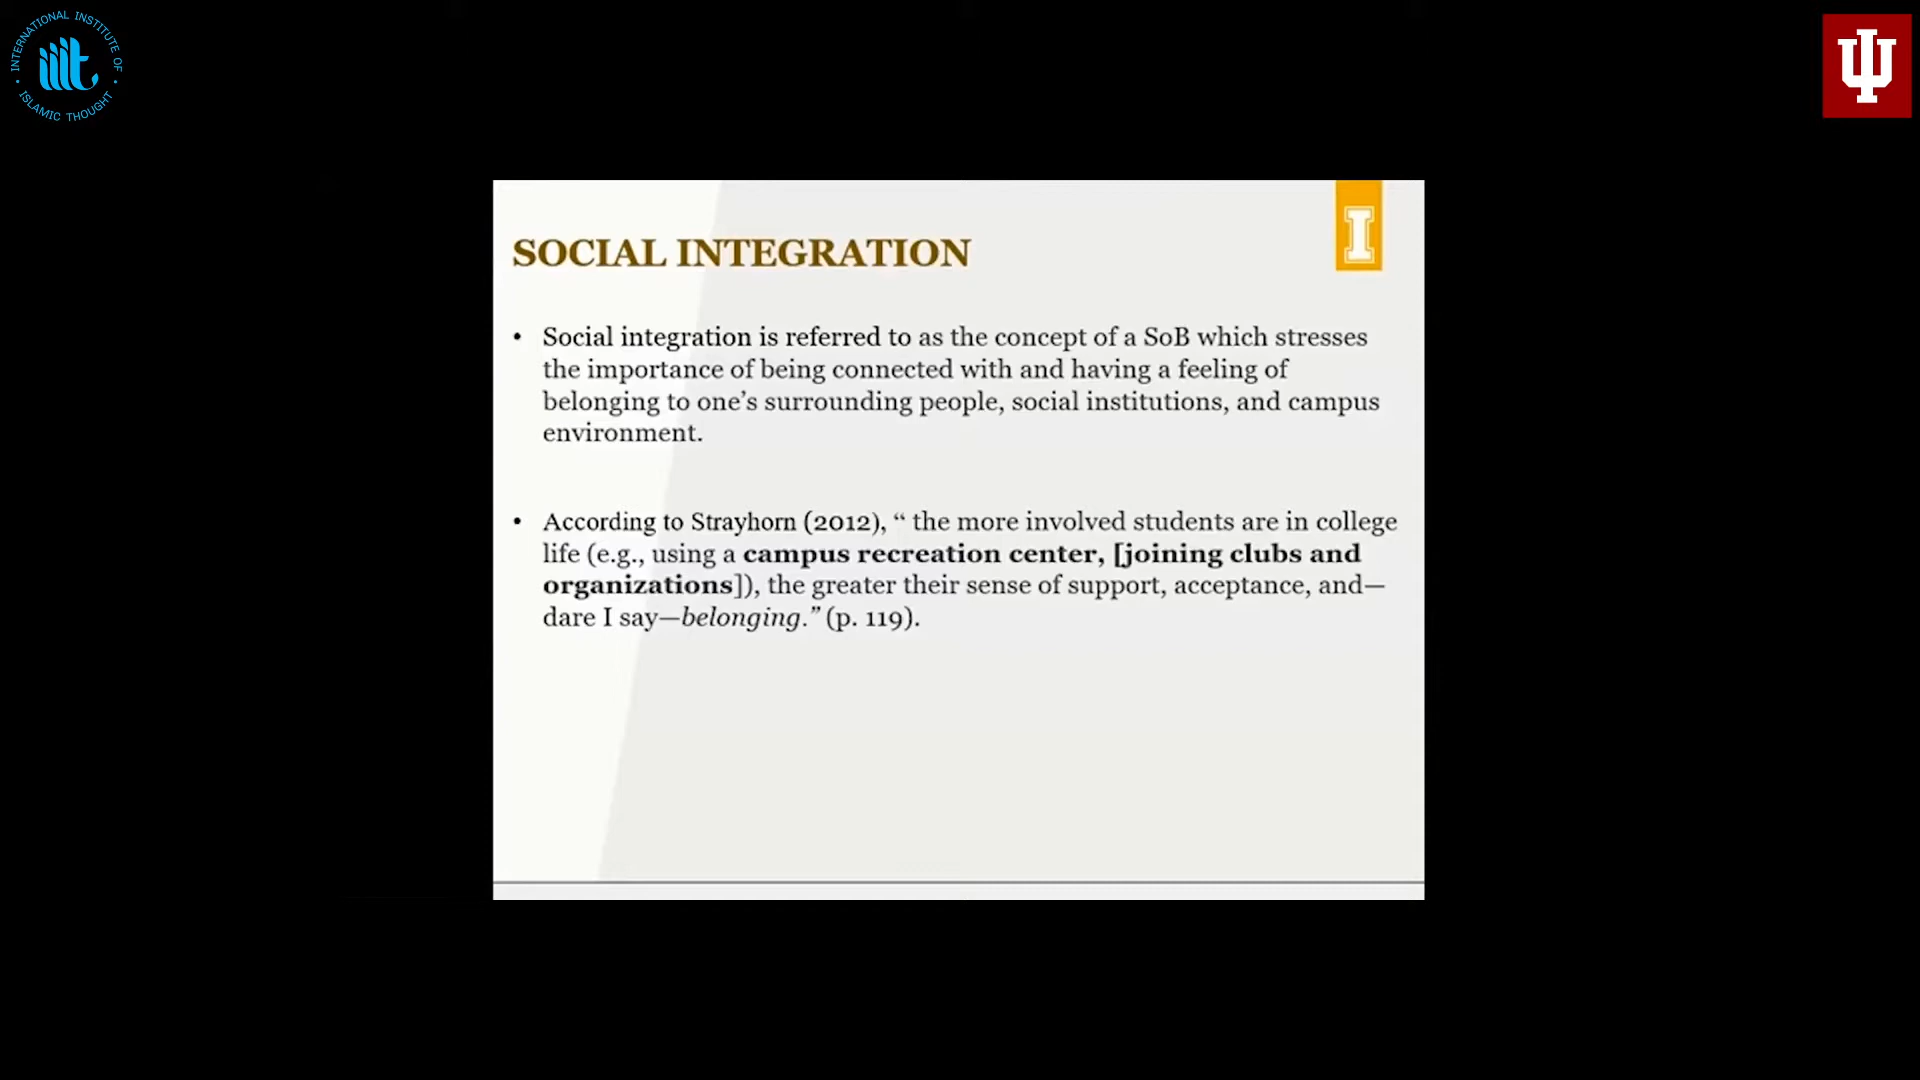 INTERNATIONAL INSTITUTE OF
ISLAMIC THOUGHT
iiit
I
SOCIAL INTEGRATION
• Social integration is referred to as the concept of a SoB which stresses
the importance of being connected with and having a feeling of
belonging to one's surrounding people, social institutions, and campus
environment.
• According to Strayhorn (2012), “ the more involved students are in college
life (e.g., using a campus recreation center, [joining clubs and
organizations]), the greater their sense of support, acceptance, and—
dare I say—belonging.” (p. 119).